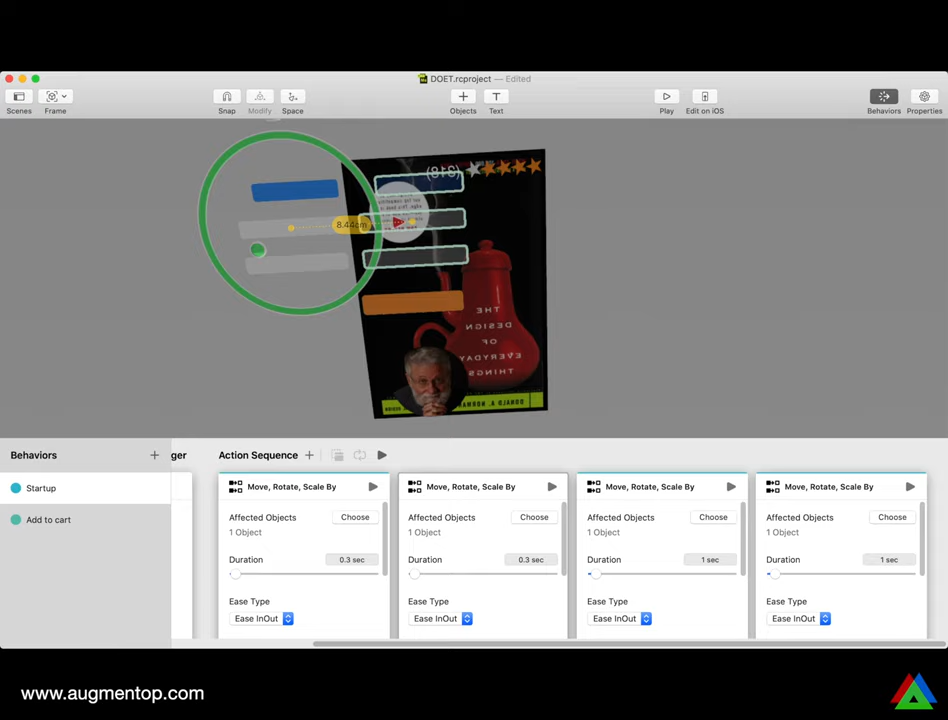 DOET.rcproject — Edited
Scenes
Frame
Snap
Modify
Space
Objects
Text
Play
Edit on iOS
Behaviors
Properties
(318)
8.44cm
THE
DESIGN
OF
EVERYDAY
THINGS
DONALD A. NORMAN
Behaviors
+
gger
Action Sequence +
Startup
Add to cart
Move, Rotate, Scale By
Affected Objects
Choose
1 Object
Duration
0.3 sec
Ease Type
Ease InOut
Move, Rotate, Scale By
Affected Objects
Choose
1 Object
Duration
0.3 sec
Ease Type
Ease InOut
Move, Rotate, Scale By
Affected Objects
Choose
1 Object
Duration
1 sec
Ease Type
Ease InOut
Move, Rotate, Scale By
Affected Objects
Choose
1 Object
Duration
1 sec
Ease Type
Ease InOut
www.augmentop.com